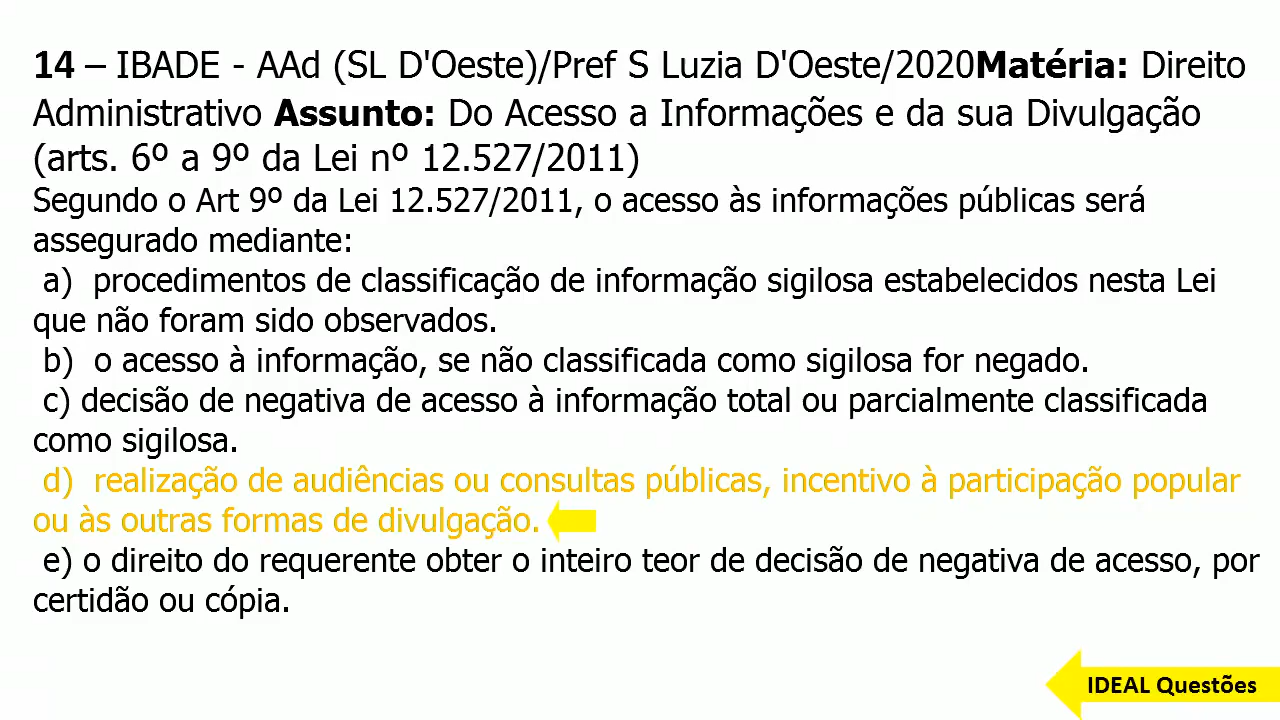 14 – IBADE - AAd (SL D'Oeste)/Pref S Luzia D'Oeste/2020Matéria: Direito
Administrativo Assunto: Do Acesso a Informações e da sua Divulgação
(arts. 6º a 9º da Lei nº 12.527/2011)
Segundo o Art 9º da Lei 12.527/2011, o acesso às informações públicas será
assegurado mediante:
a) procedimentos de classificação de informação sigilosa estabelecidos nesta Lei
que não foram sido observados.
b) o acesso à informação, se não classificada como sigilosa for negado.
c) decisão de negativa de acesso à informação total ou parcialmente classificada
como sigilosa.
d) realização de audiências ou consultas públicas, incentivo à participação popular
ou às outras formas de divulgação.
e) o direito do requerente obter o inteiro teor de decisão de negativa de acesso, por
certidão ou cópia.
IDEAL Questões